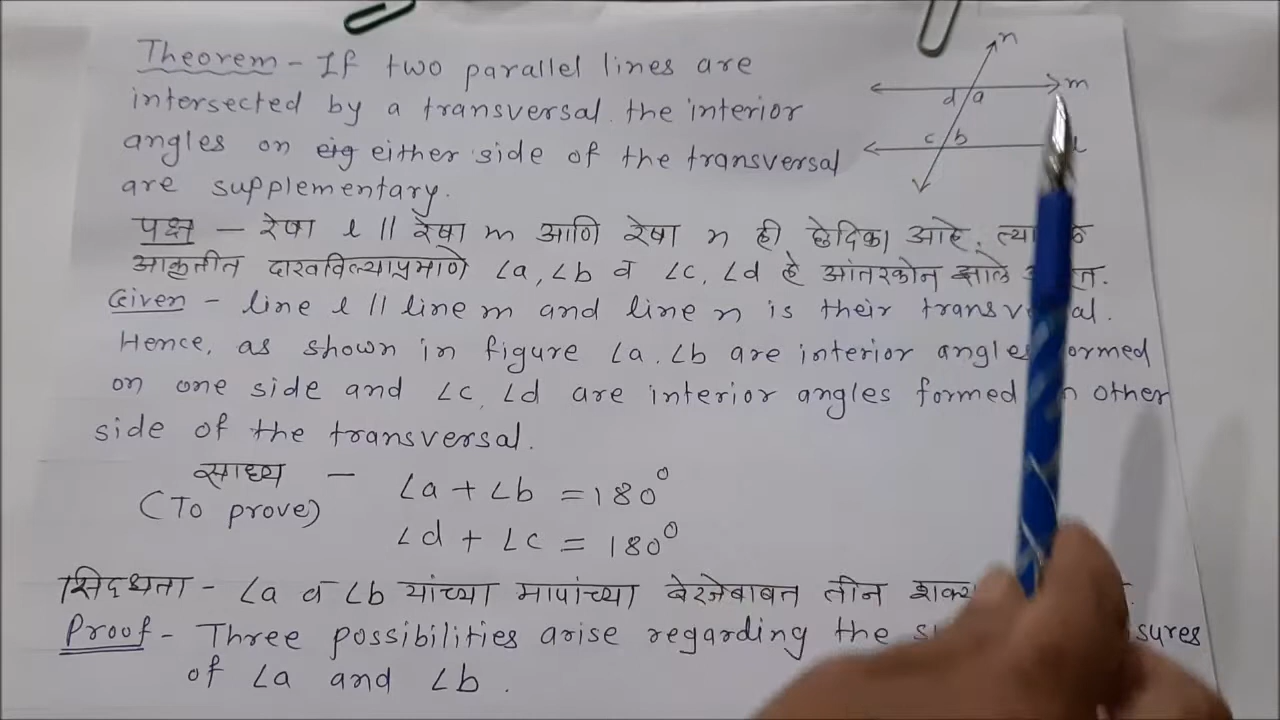 Theorem - If two parallel lines are
intersected by a transversal. the interior
angles on eig either side of the transversal
are supplementary.
n
m
d a
c b
l
पक्ष - रेषा l || रेषा m आणि रेषा n ही छेदिका आहे.
आकृतीत दाखविल्याप्रमाणे ∠a, ∠b व ∠c, ∠d हे आंतरकोन झाले
Given - line l || line m and line n is their
Hence, as shown in figure ∠a. ∠b are interior angles
on one side and ∠c, ∠d are interior angles formed other
side of the transversal.
साध्य -
(To prove)
∠a + ∠b = 180°
∠d + ∠c = 180°
सिद्धता - ∠a व ∠b यांच्या मापांच्या बेरजेबाबत तीन
Proof - Three possibilities arise regarding the
of ∠a and ∠b.